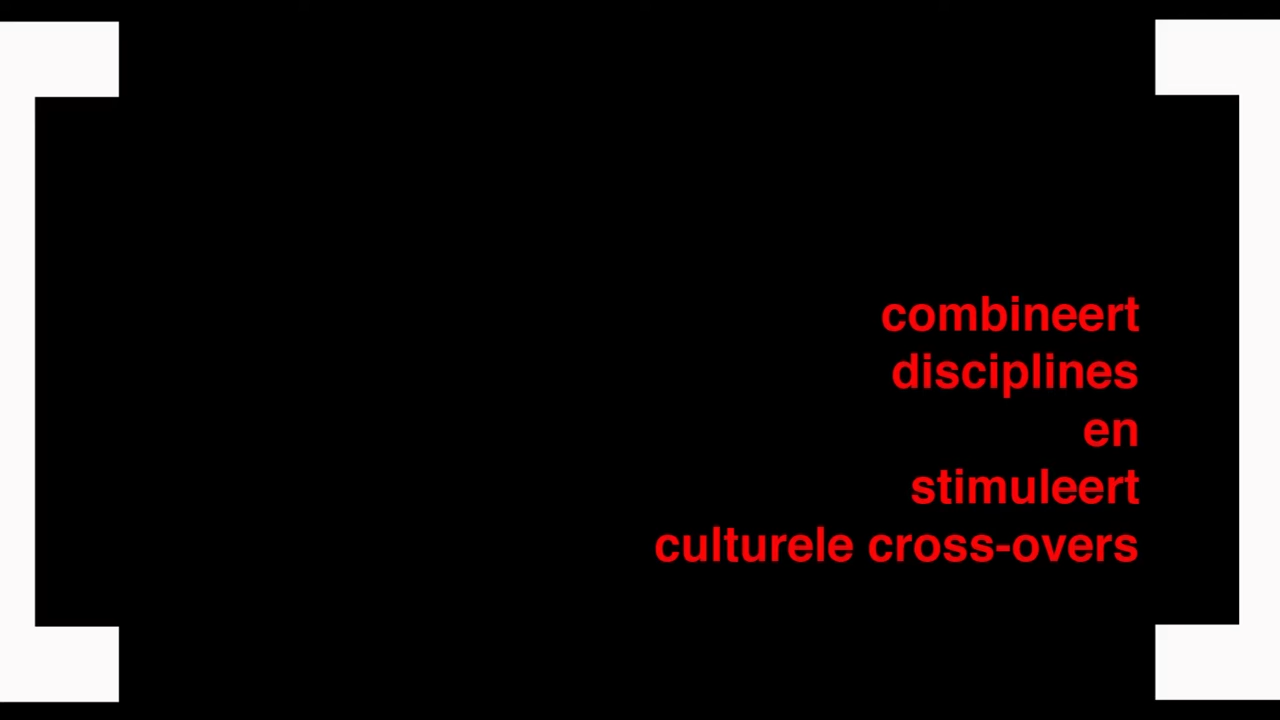 combineert
disciplines
en
stimuleert
culturele cross-overs